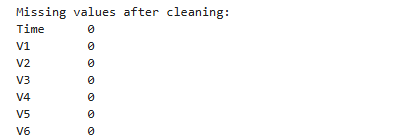 Missing values after cleaning:
Time 0
V1 0
V2 0
V3 0
V4 0
V5 0
V6 0